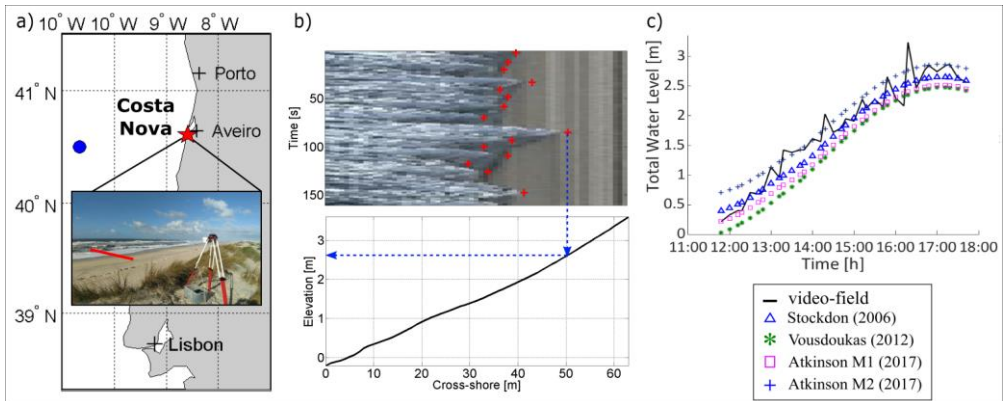 a)
10° W
10° W
9° W
8° W
41° N
40° N
39° N
Porto
Costa
Nova
Aveiro
Lisbon
b)
Time [s]
0
50
100
150
Elevation [m]
3
2
1
0
0 10 20 30 40 50 60
Cross-shore [m]
c)
Total Water Level [m]
3
2.5
2
1.5
1
0.5
0
11:00 12:00 13:00 14:00 15:00 16:00 17:00 18:00
Time [h]
video-field
Stockdon (2006)
Vousdoukas (2012)
Atkinson M1 (2017)
Atkinson M2 (2017)